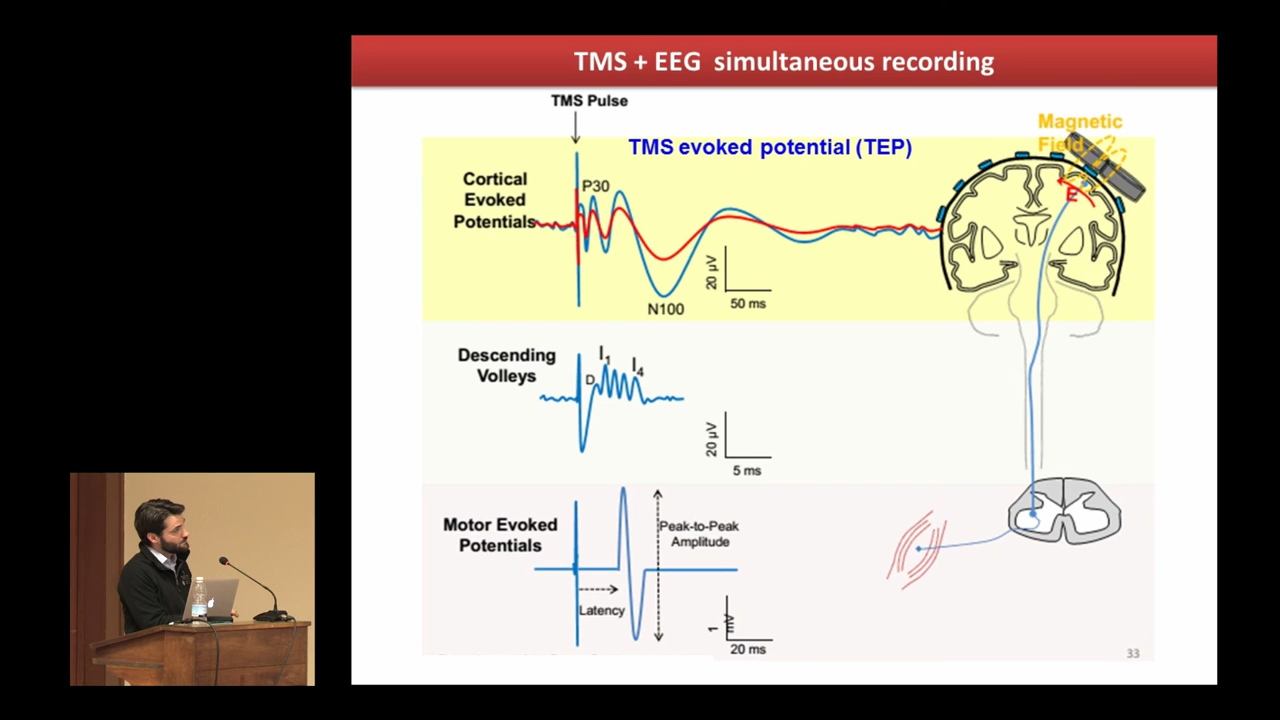 TMS + EEG simultaneous recording
TMS Pulse
TMS evoked potential (TEP)
Magnetic
Field
Cortical
Evoked
Potentials
P30
E
20 µV
50 ms
N100
Descending
Volleys
D
I1
I4
20 µV
5 ms
Motor Evoked
Potentials
Peak-to-Peak
Amplitude
Latency
1 mV
20 ms
33